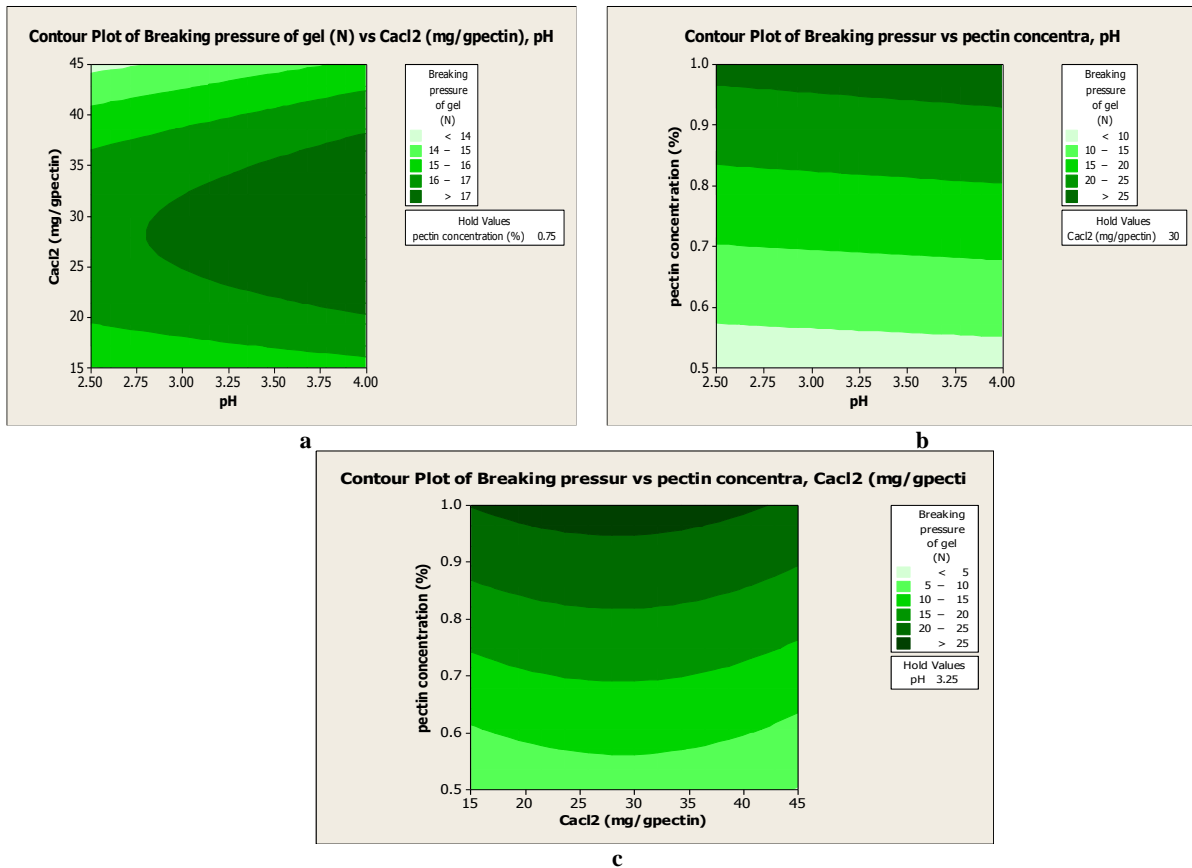 Contour Plot of Breaking pressure of gel (N) vs Cacl2 (mg/gpectin), pH
Cacl2 (mg/gpectin)
45
40
35
30
25
20
15
2.50 2.75 3.00 3.25 3.50 3.75 4.00
pH
Breaking
pressure
of gel
(N)
< 14
14 – 15
15 – 16
16 – 17
> 17
Hold Values
pectin concentration (%) 0.75
a
Contour Plot of Breaking pressur vs pectin concentra, pH
pectin concentration (%)
1.0
0.9
0.8
0.7
0.6
0.5
2.50 2.75 3.00 3.25 3.50 3.75 4.00
pH
Breaking
pressure
of gel
(N)
< 10
10 – 15
15 – 20
20 – 25
> 25
Hold Values
Cacl2 (mg/gpectin) 30
b
Contour Plot of Breaking pressur vs pectin concentra, Cacl2 (mg/gpecti
pectin concentration (%)
1.0
0.9
0.8
0.7
0.6
0.5
15 20 25 30 35 40 45
Cacl2 (mg/gpectin)
Breaking
pressure
of gel
(N)
< 5
5 – 10
10 – 15
15 – 20
20 – 25
> 25
Hold Values
pH 3.25
c